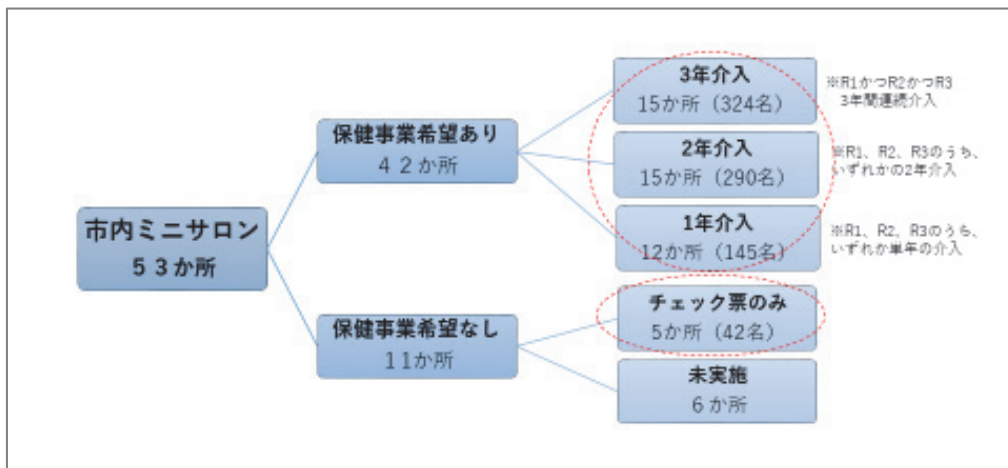 市内ミニサロン
53か所
保健事業希望あり
42か所
保健事業希望なし
11か所
3年介入
15か所（324名）
※R1かつR2かつR3
3年間連続介入
2年介入
15か所（290名）
※R1、R2、R3のうち、
いずれかの2年介入
1年介入
12か所（145名）
※R1、R2、R3のうち、
いずれか単年の介入
チェック票のみ
5か所（42名）
未実施
6か所